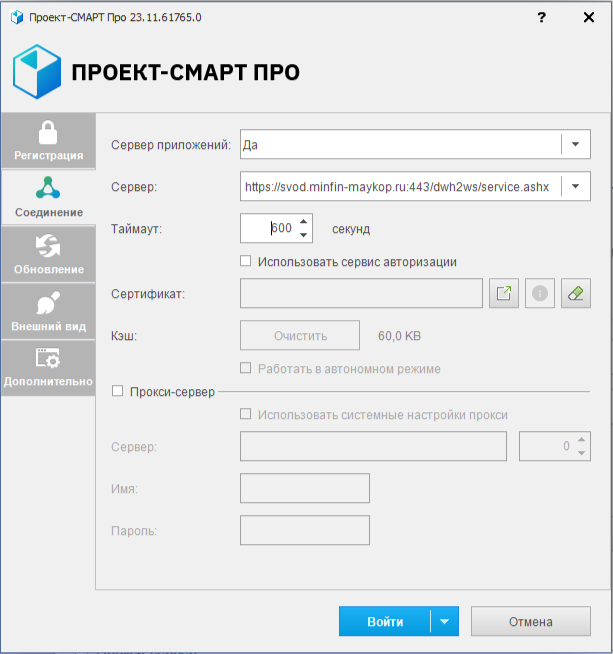 Проект-СМАРТ Про 23.11.61765.0
ПРОЕКТ-СМАРТ ПРО
Регистрация
Соединение
Обновление
Внешний вид
Дополнительно
Сервер приложений: Да
Сервер: https://svod.minfin-maykop.ru:443/dwh2ws/service.ashx
Таймаут: 600 секунд
Использовать сервис авторизации
Сертификат:
Кэш: Очистить 60,0 KB
Работать в автономном режиме
Прокси-сервер
Использовать системные настройки прокси
Сервер: 0
Имя:
Пароль:
Войти Отмена